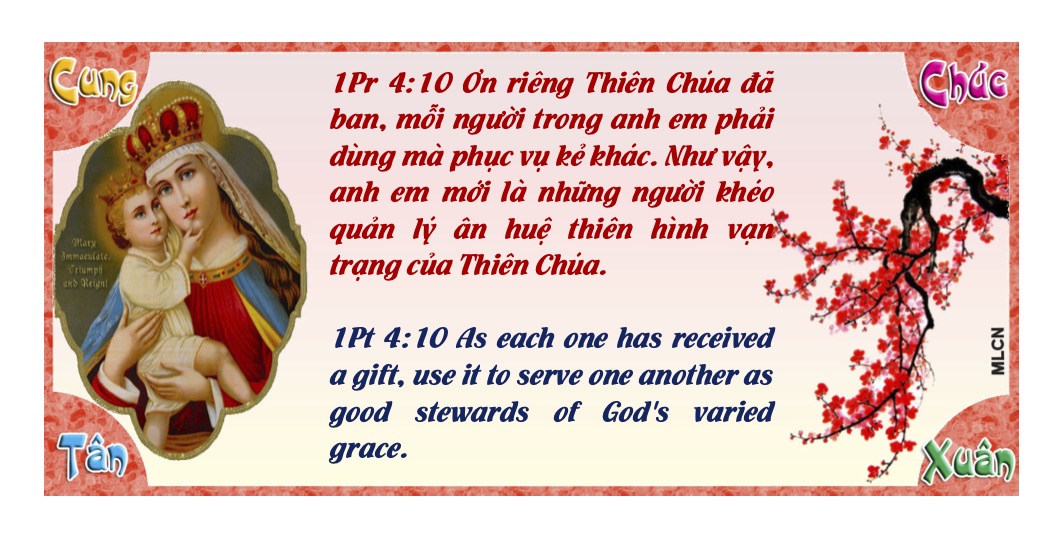 Cung
Chúc
1Pr 4:10 Ơn riêng Thiên Chúa đã
ban, mỗi người trong anh em phải
dùng mà phục vụ kẻ khác. Như vậy,
anh em mới là những người khéo
quản lý ân huệ thiên hình vạn
trạng của Thiên Chúa.
Mary
Immaculate,
Triumph
and Reign!
1Pt 4:10 As each one has received
a gift, use it to serve one another as
good stewards of God's varied
grace.
MLCN
Tân
Xuân